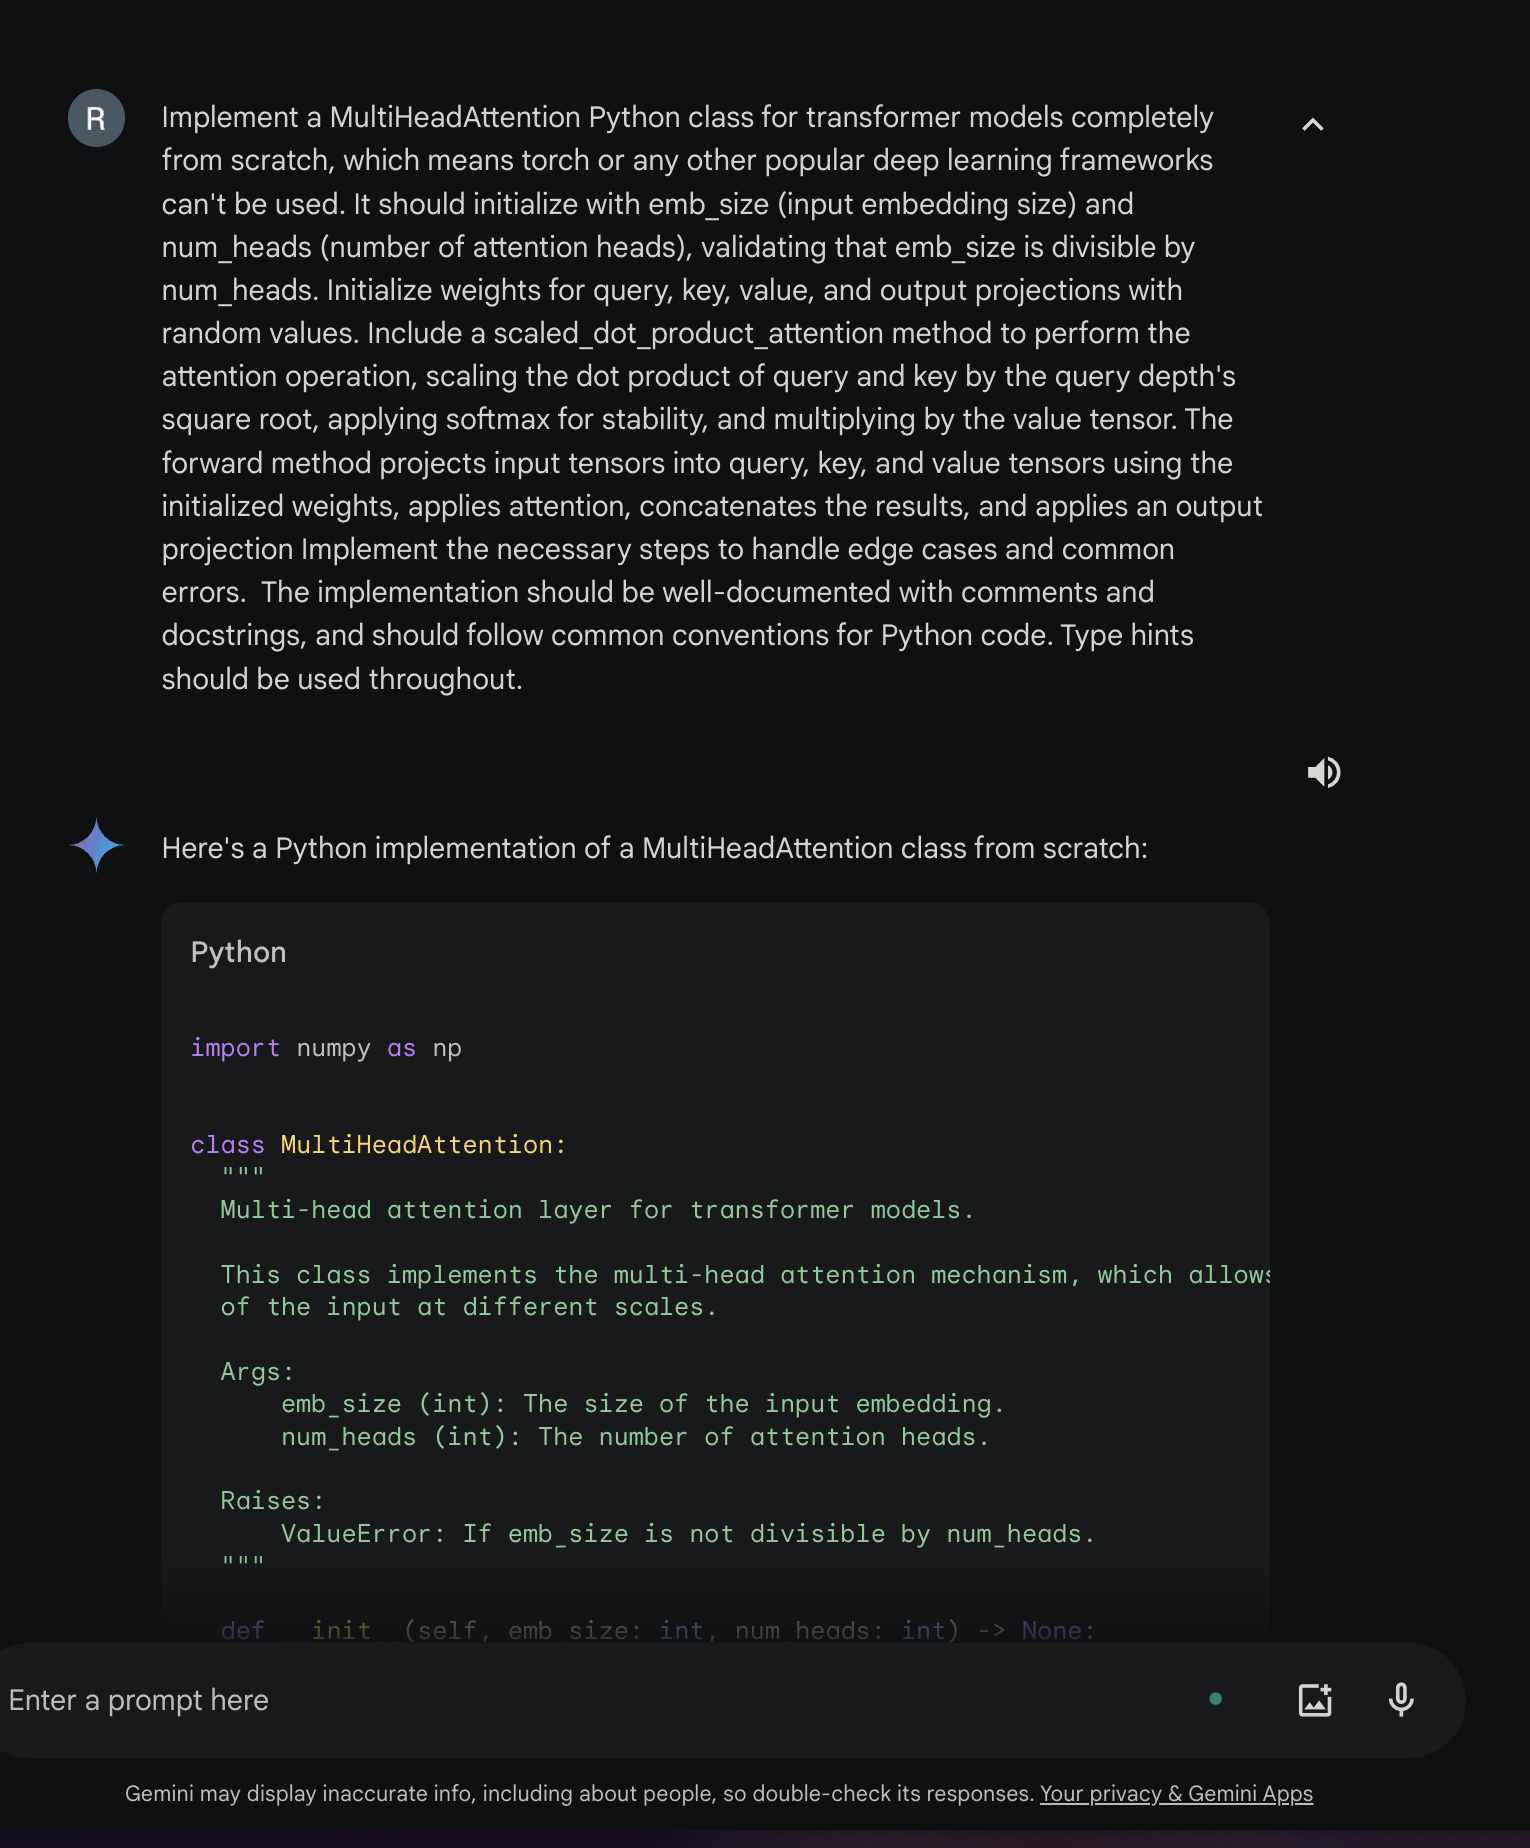 R
Implement a MultiHeadAttention Python class for transformer models completely
from scratch, which means torch or any other popular deep learning frameworks
can't be used. It should initialize with emb_size (input embedding size) and
num_heads (number of attention heads), validating that emb_size is divisible by
num_heads. Initialize weights for query, key, value, and output projections with
random values. Include a scaled_dot_product_attention method to perform the
attention operation, scaling the dot product of query and key by the query depth's
square root, applying softmax for stability, and multiplying by the value tensor. The
forward method projects input tensors into query, key, and value tensors using the
initialized weights, applies attention, concatenates the results, and applies an output
projection Implement the necessary steps to handle edge cases and common
errors.  The implementation should be well-documented with comments and
docstrings, and should follow common conventions for Python code. Type hints
should be used throughout.
Here's a Python implementation of a MultiHeadAttention class from scratch:
Python
import numpy as np
class MultiHeadAttention:
"""
Multi-head attention layer for transformer models.
This class implements the multi-head attention mechanism, which allows
of the input at different scales.
Args:
emb_size (int): The size of the input embedding.
num_heads (int): The number of attention heads.
Raises:
ValueError: If emb_size is not divisible by num_heads.
"""
def __init__(self, emb_size: int, num_heads: int) -> None:
Enter a prompt here
Gemini may display inaccurate info, including about people, so double-check its responses. Your privacy & Gemini Apps